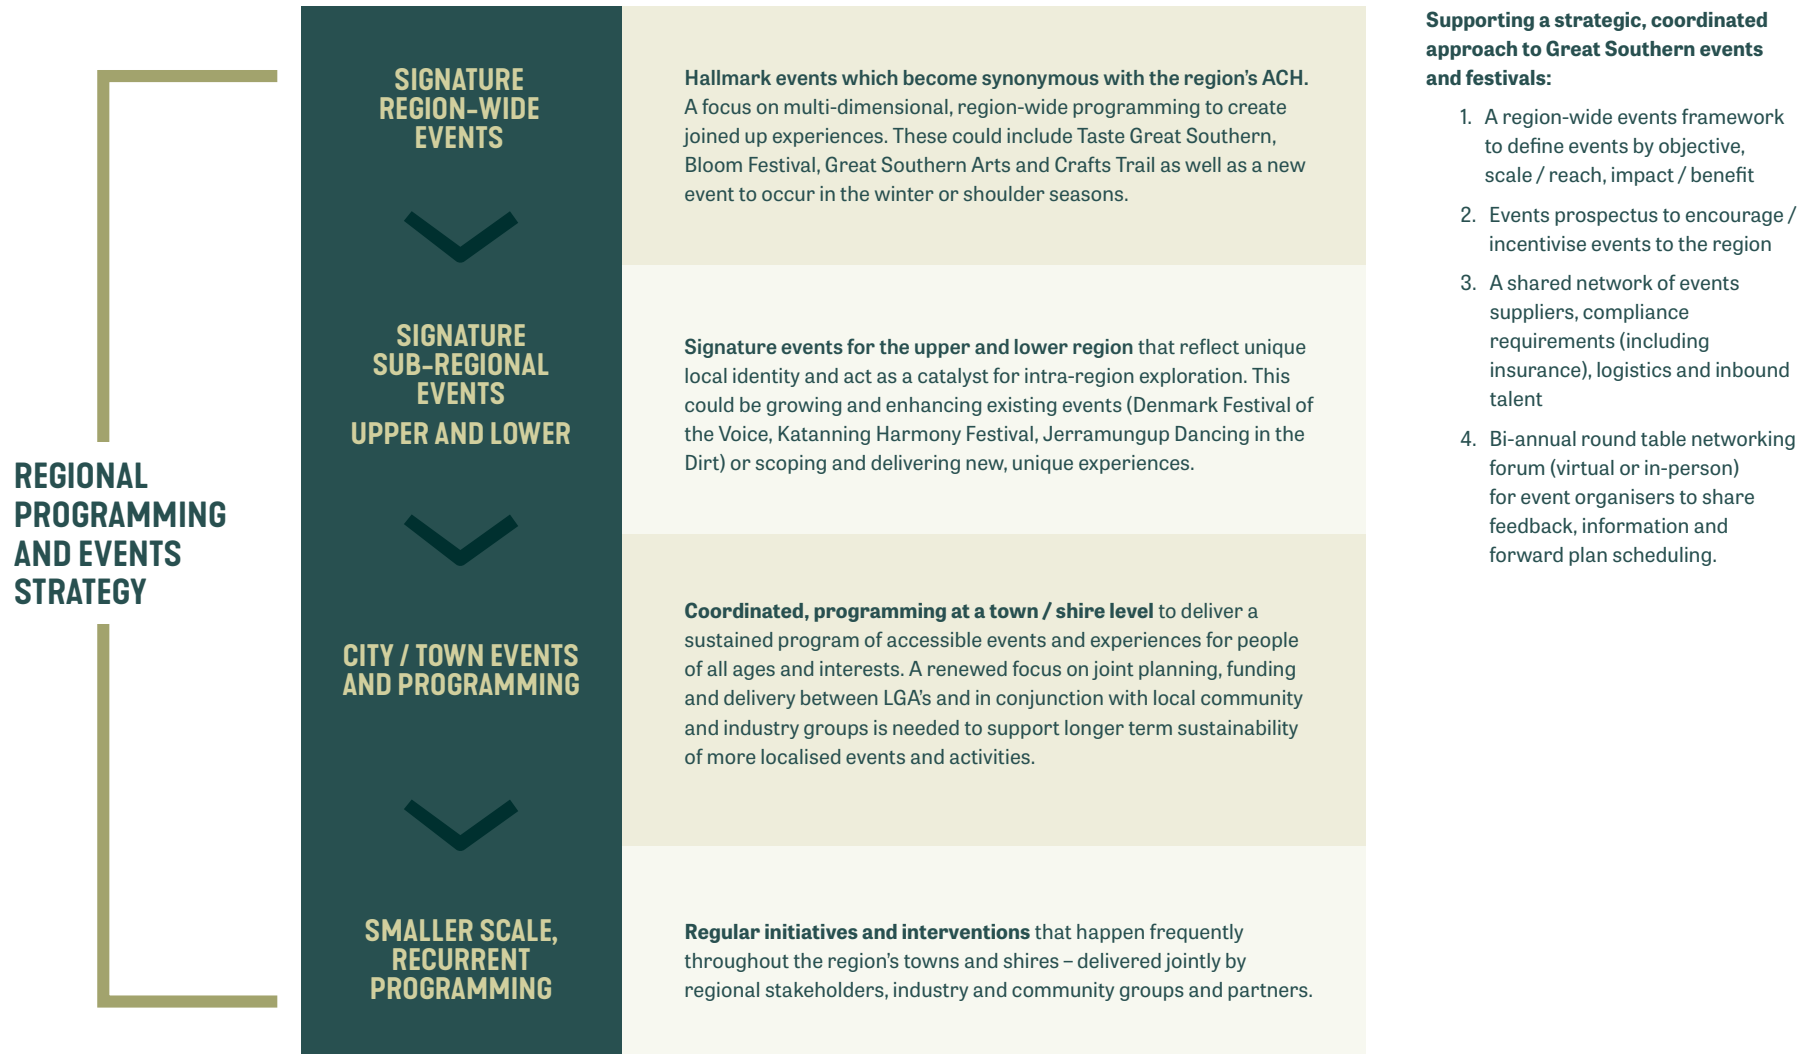 REGIONAL
PROGRAMMING
AND EVENTS
STRATEGY
SIGNATURE
REGION-WIDE
EVENTS
Hallmark events which become synonymous with the region's ACH.
A focus on multi-dimensional, region-wide programming to create
joined up experiences. These could include Taste Great Southern,
Bloom Festival, Great Southern Arts and Crafts Trail as well as a new
event to occur in the winter or shoulder seasons.
SIGNATURE
SUB-REGIONAL
EVENTS
UPPER AND LOWER
Signature events for the upper and lower region that reflect unique
local identity and act as a catalyst for intra-region exploration. This
could be growing and enhancing existing events (Denmark Festival of
the Voice, Katanning Harmony Festival, Jerramungup Dancing in the
Dirt) or scoping and delivering new, unique experiences.
CITY / TOWN EVENTS
AND PROGRAMMING
Coordinated, programming at a town / shire level to deliver a
sustained program of accessible events and experiences for people
of all ages and interests. A renewed focus on joint planning, funding
and delivery between LGA's and in conjunction with local community
and industry groups is needed to support longer term sustainability
of more localised events and activities.
SMALLER SCALE,
RECURRENT
PROGRAMMING
Regular initiatives and interventions that happen frequently
throughout the region's towns and shires – delivered jointly by
regional stakeholders, industry and community groups and partners.
Supporting a strategic, coordinated
approach to Great Southern events
and festivals:
1. A region-wide events framework
to define events by objective,
scale / reach, impact / benefit
2. Events prospectus to encourage /
incentivise events to the region
3. A shared network of events
suppliers, compliance
requirements (including
insurance), logistics and inbound
talent
4. Bi-annual round table networking
forum (virtual or in-person)
for event organisers to share
feedback, information and
forward plan scheduling.